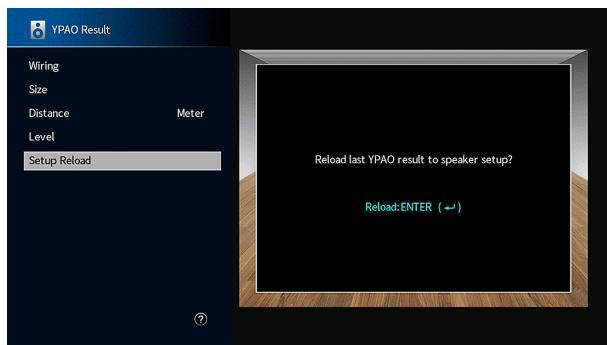 YPAO Result
Wiring
Size
Distance Meter
Level
Setup Reload
Reload last YPAO result to speaker setup?
Reload:ENTER (↵)
?